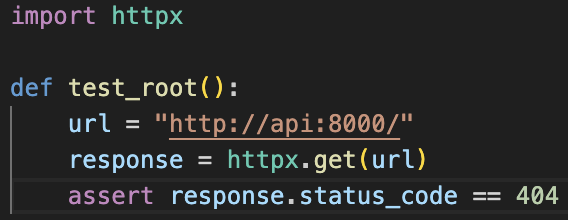 import httpx
def test_root():
    url = "http://api:8000/"
    response = httpx.get(url)
    assert response.status_code == 404